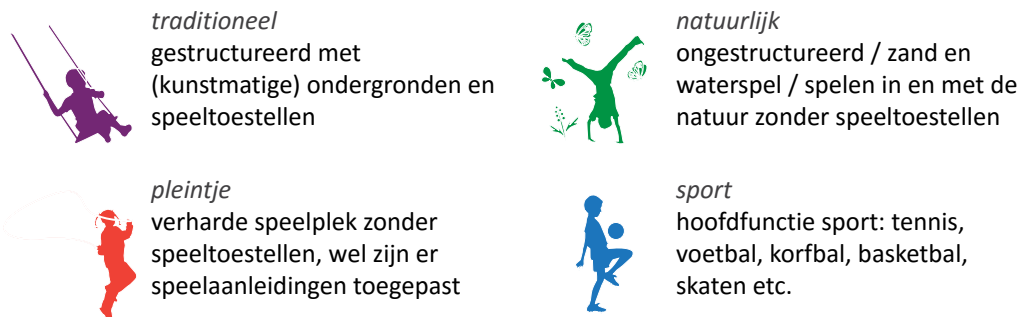 traditioneel
gestructureerd met
(kunstmatige) ondergronden en
speeltoestellen
natuurlijk
ongestructureerd / zand en
waterspel / spelen in en met de
natuur zonder speeltoestellen
pleintje
verharde speelplek zonder
speeltoestellen, wel zijn er
speelaanleidingen toegepast
sport
hoofdfunctie sport: tennis,
voetbal, korfbal, basketbal,
skaten etc.